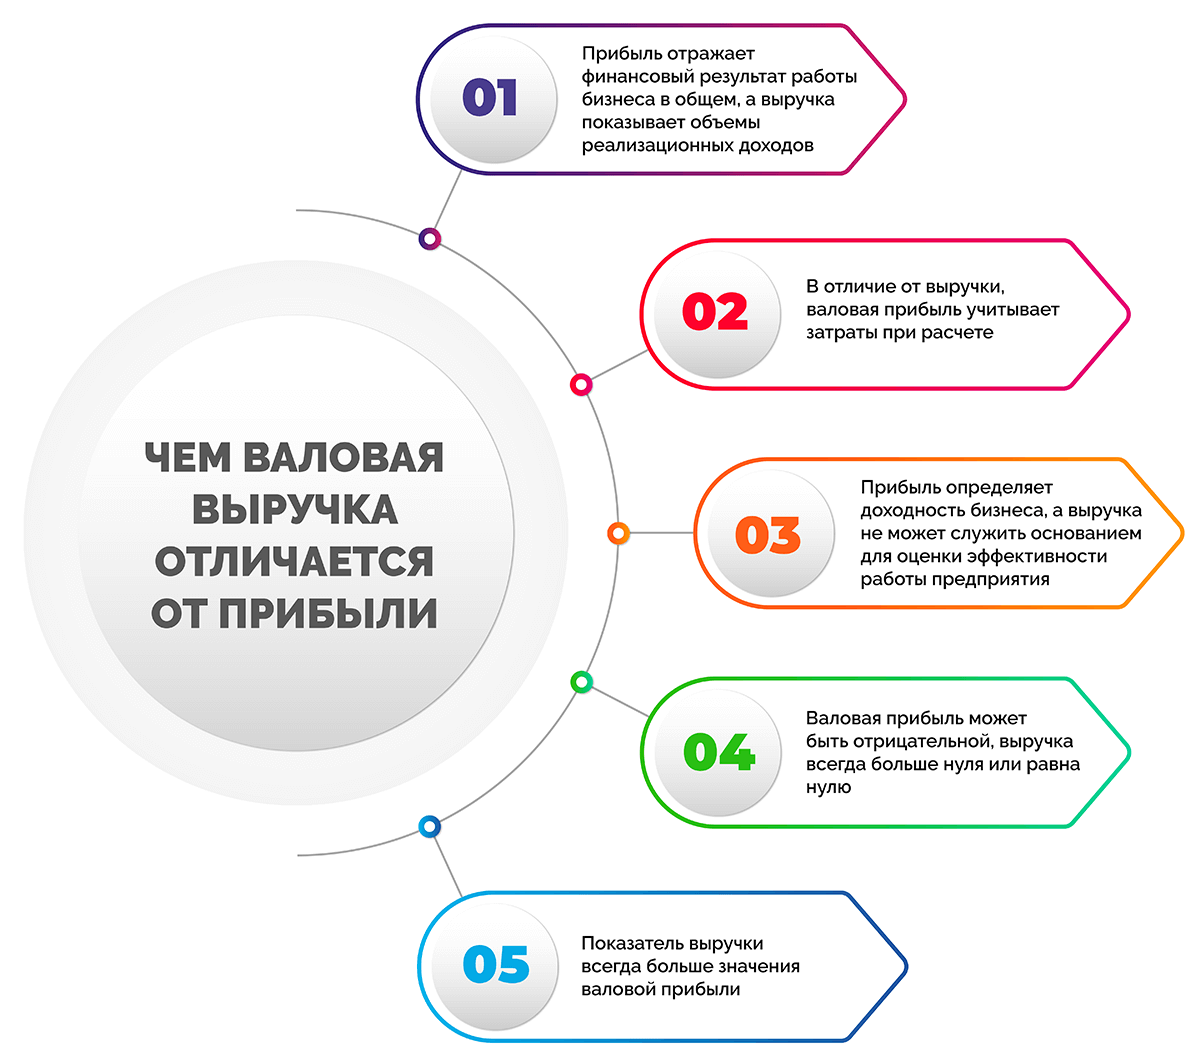 ЧЕМ ВАЛОВАЯ
ВЫРУЧКА
ОТЛИЧАЕТСЯ
ОТ ПРИБЫЛИ
01
Прибыль отражает
финансовый результат работы
бизнеса в общем, а выручка
показывает объемы
реализационных доходов
02
В отличие от выручки,
валовая прибыль учитывает
затраты при расчете
03
Прибыль определяет
доходность бизнеса, а выручка
не может служить основанием
для оценки эффективности
работы предприятия
04
Валовая прибыль может
быть отрицательной, выручка
всегда больше нуля или равна
нулю
05
Показатель выручки
всегда больше значения
валовой прибыли